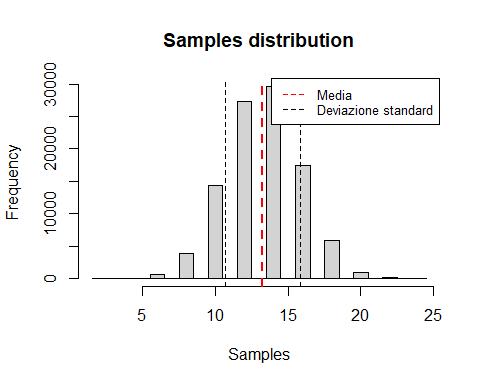 Samples distribution
Media
Deviazione standard
Frequency
30000
20000
10000
0
5 10 15 20 25
Samples